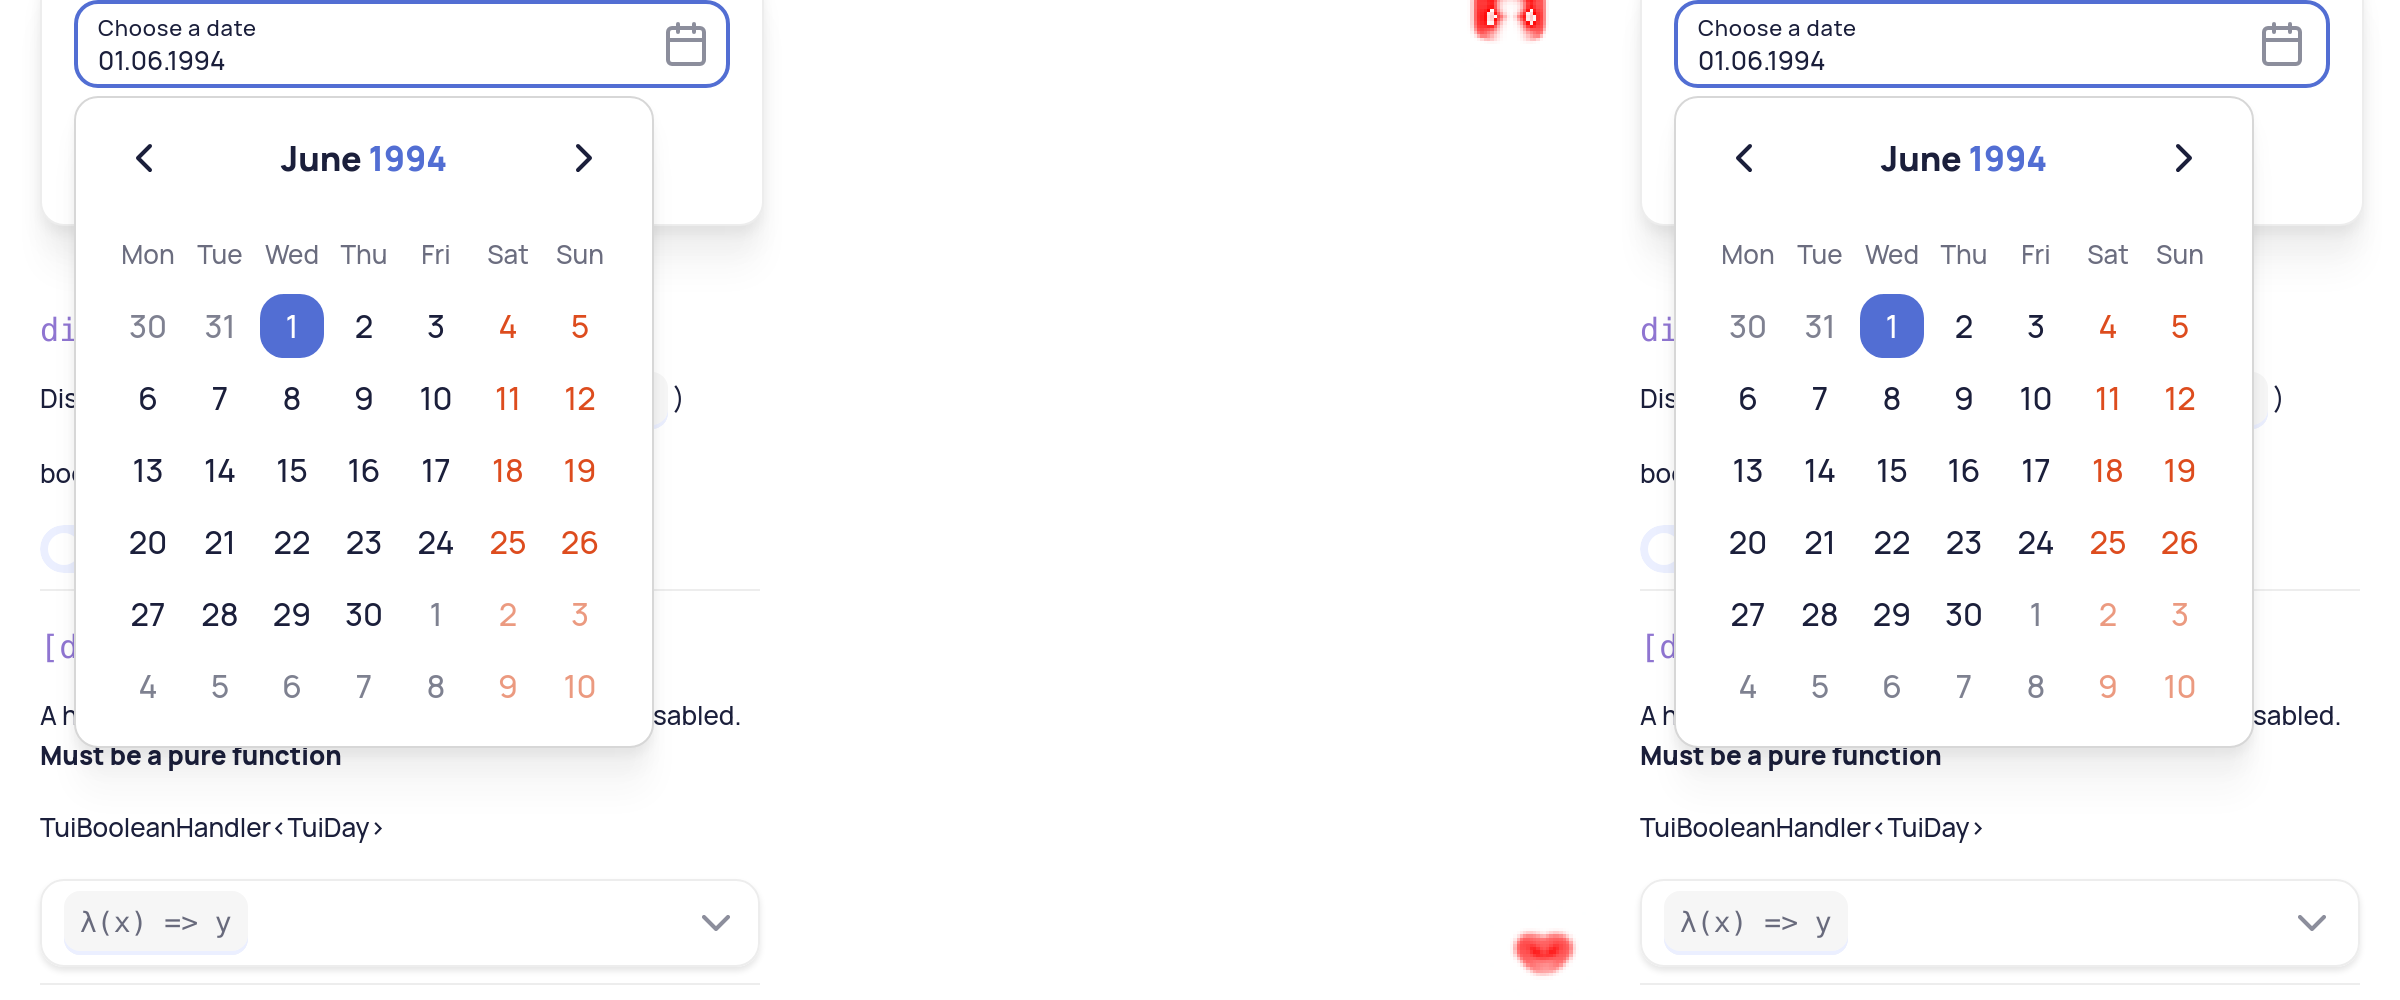 Choose a date
01.06.1994
June 1994
Mon Tue Wed Thu Fri Sat Sun
30 31 1 2 3 4 5
6 7 8 9 10 11 12
13 14 15 16 17 18 19
20 21 22 23 24 25 26
27 28 29 30 1 2 3
4 5 6 7 8 9 10
di
Dis )
boo
[d
A h sabled.
Must be a pure function
TuiBooleanHandler<TuiDay>
λ(x) => y
Choose a date
01.06.1994
June 1994
Mon Tue Wed Thu Fri Sat Sun
30 31 1 2 3 4 5
6 7 8 9 10 11 12
13 14 15 16 17 18 19
20 21 22 23 24 25 26
27 28 29 30 1 2 3
4 5 6 7 8 9 10
di
Dis )
boo
[d
A h sabled.
Must be a pure function
TuiBooleanHandler<TuiDay>
λ(x) => y